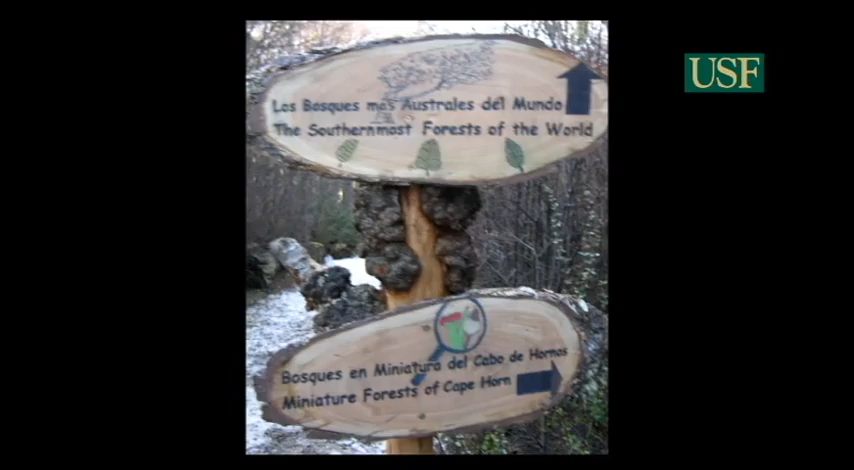 Los Bosques mas Australes del Mundo
The Southernmost Forests of the World
Bosques en Miniatura del Cabo de Hornos
Miniature Forests of Cape Horn
USF